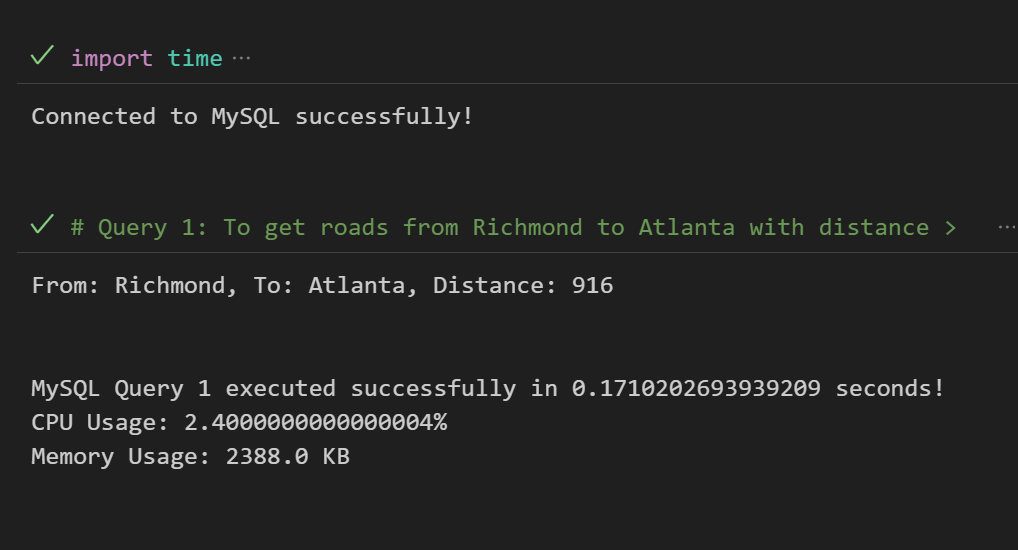 import time ...
Connected to MySQL successfully!
# Query 1: To get roads from Richmond to Atlanta with distance > ...
From: Richmond, To: Atlanta, Distance: 916
MySQL Query 1 executed successfully in 0.1710202693939209 seconds!
CPU Usage: 2.4000000000000004%
Memory Usage: 2388.0 KB